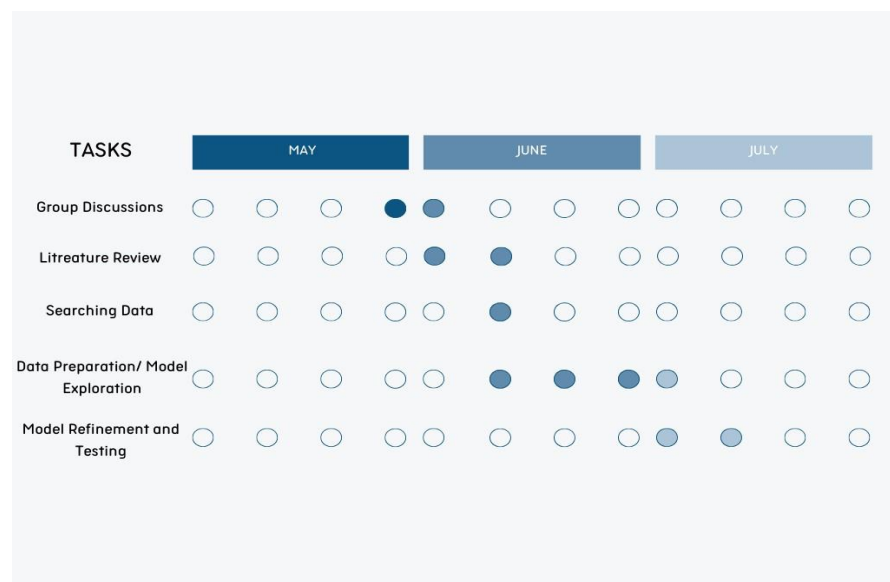 TASKS MAY JUNE JULY
Group Discussions
Litreature Review
Searching Data
Data Preparation/ Model
Exploration
Model Refinement and
Testing